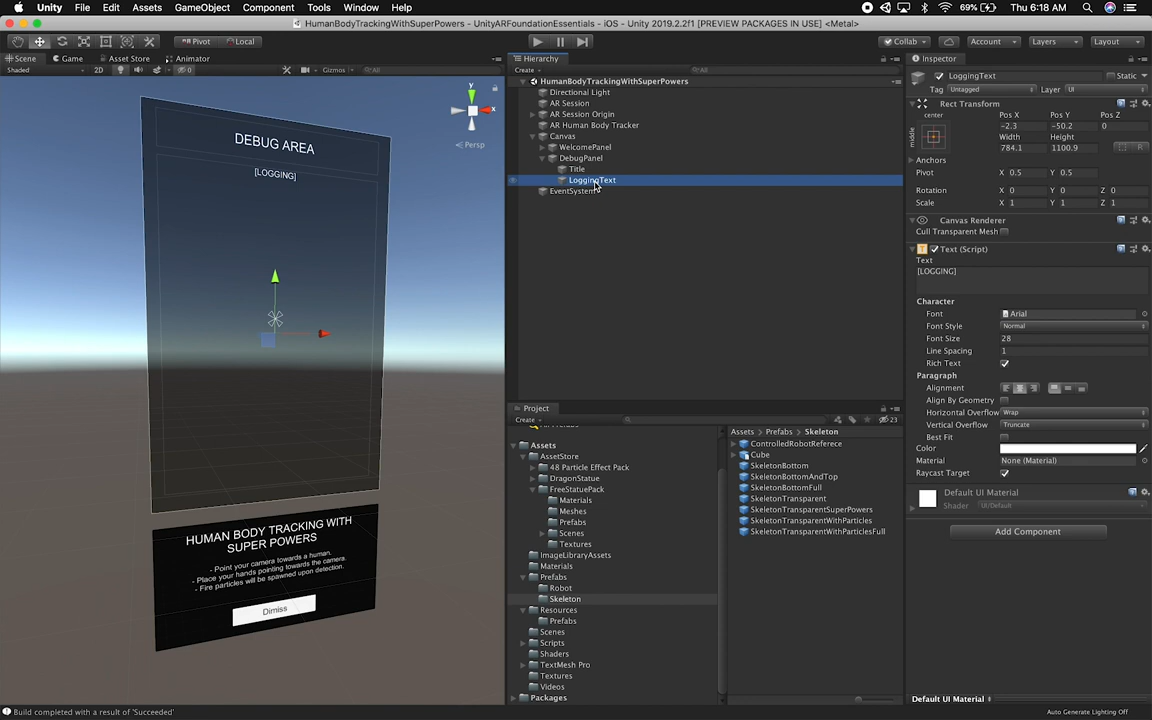 Unity File Edit Assets GameObject Component Tools Window Help 69% Thu 6:18 AM
HumanBodyTrackingWithSuperPowers - UnityARFoundationEssentials - iOS - Unity 2019.2.2f1 [PREVIEW PACKAGES IN USE] <Metal>
Pivot Local Collab Account Layers Layout
Scene Game Asset Store Animator
Shaded 2D 0 Gizmos All
Y
X
Persp
DEBUG AREA
[LOGGING]
HUMAN BODY TRACKING WITH
SUPER POWERS
- Point your camera towards a human.
- Place your hands pointing towards the camera.
- Fire particles will be spawned upon detection.
Dimiss
Hierarchy
Create All
HumanBodyTrackingWithSuperPowers
Directional Light
AR Session
AR Session Origin
AR Human Body Tracker
Canvas
WelcomePanel
DebugPanel
Title
LoggingText
EventSystem
Project
Create 23
All Prefabs
Assets
AssetStore
48 Particle Effect Pack
DragonStatue
FreeStatuePack
Materials
Meshes
Prefabs
Scenes
Textures
ImageLibraryAssets
Materials
Prefabs
Robot
Skeleton
Resources
Prefabs
Scenes
Scripts
Shaders
TextMesh Pro
Textures
Videos
Packages
Assets > Prefabs > Skeleton
ControlledRobotReferece
Cube
SkeletonBottom
SkeletonBottomAndTop
SkeletonBottomFull
SkeletonTransparent
SkeletonTransparentSuperPowers
SkeletonTransparentWithParticles
SkeletonTransparentWithParticlesFull
Inspector
LoggingText Static
Tag Untagged Layer UI
Rect Transform
center Pos X Pos Y Pos Z
middle -2.3 -50.2 0
Width Height
784.1 1100.9 R
Anchors
Pivot X 0.5 Y 0.5
Rotation X 0 Y 0 Z 0
Scale X 1 Y 1 Z 1
Canvas Renderer
Cull Transparent Mesh
Text (Script)
Text
[LOGGING]
Character
Font Arial
Font Style Normal
Font Size 28
Line Spacing 1
Rich Text
Paragraph
Alignment
Align By Geometry
Horizontal Overflow Wrap
Vertical Overflow Truncate
Best Fit
Color
Material None (Material)
Raycast Target
Default UI Material
Shader UI/Default
Add Component
Default UI Material
Build completed with a result of 'Succeeded'
Auto Generate Lighting Off